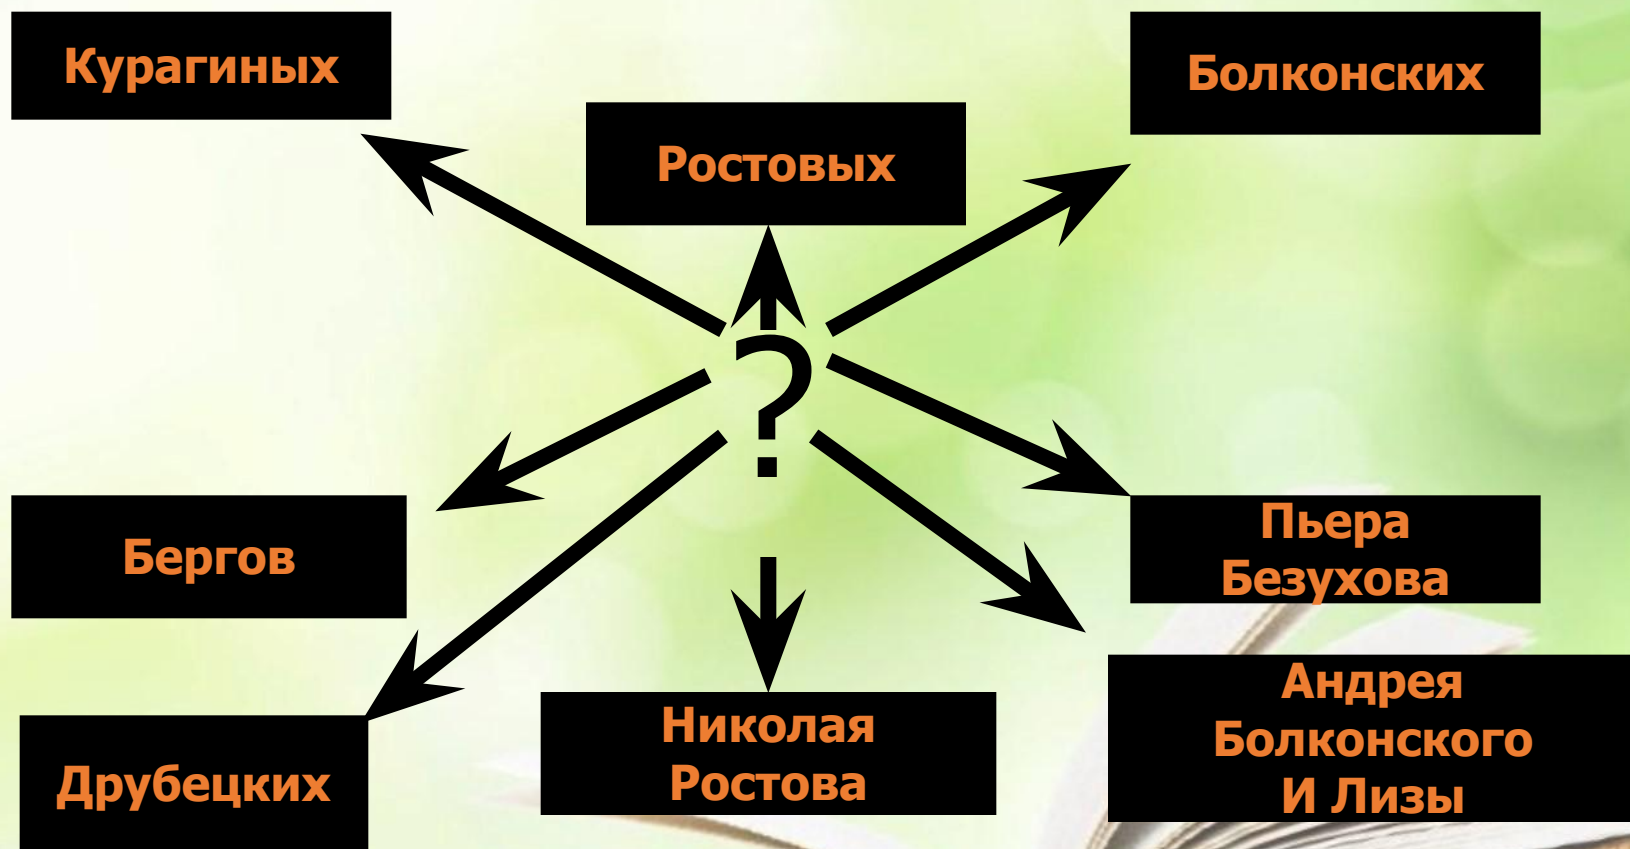 Курагиных
Болконских
Ростовых
?
Бергов
Пьера
Безухова
Друбецких
Николая
Ростова
Андрея
Болконского
И Лизы